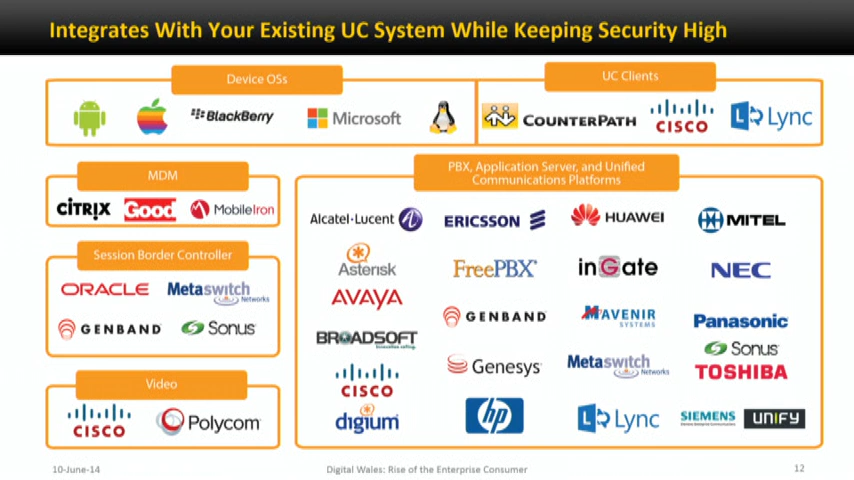 Integrates With Your Existing UC System While Keeping Security High
Device OSs
BlackBerry
Microsoft
UC Clients
COUNTERPATH
CISCO
Lync
MDM
CITRIX
Good
MobileIron
Session Border Controller
ORACLE
Metaswitch
Networks
GENBAND
Sonus
Video
CISCO
Polycom
PBX, Application Server, and Unified
Communications Platforms
Alcatel·Lucent
ERICSSON
HUAWEI
MITEL
Asterisk
FreePBX
inGate
NEC
AVAYA
GENBAND
MAVENIR
SYSTEMS
Panasonic
BROADSOFT
Genesys
Metaswitch
Networks
Sonus
TOSHIBA
CISCO
digium
hp
Lync
SIEMENS
UNIFY
10-June-14
Digital Wales: Rise of the Enterprise Consumer
12